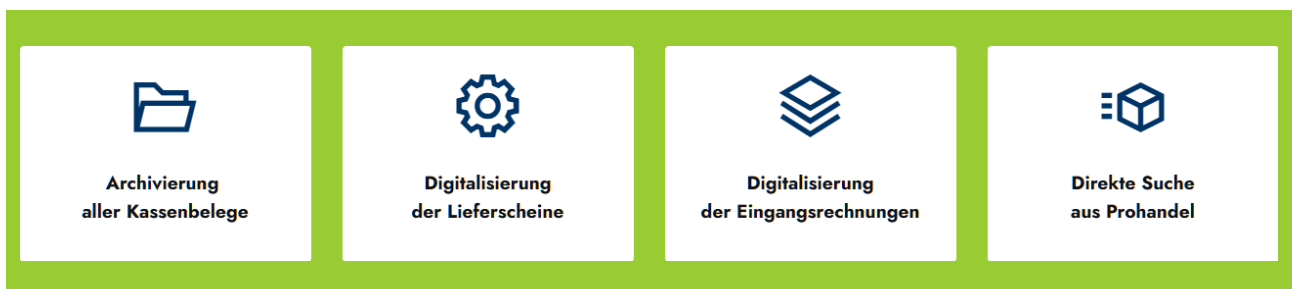 Archivierung
aller Kassenbelege
Digitalisierung
der Lieferscheine
Digitalisierung
der Eingangsrechnungen
Direkte Suche
aus Prohandel